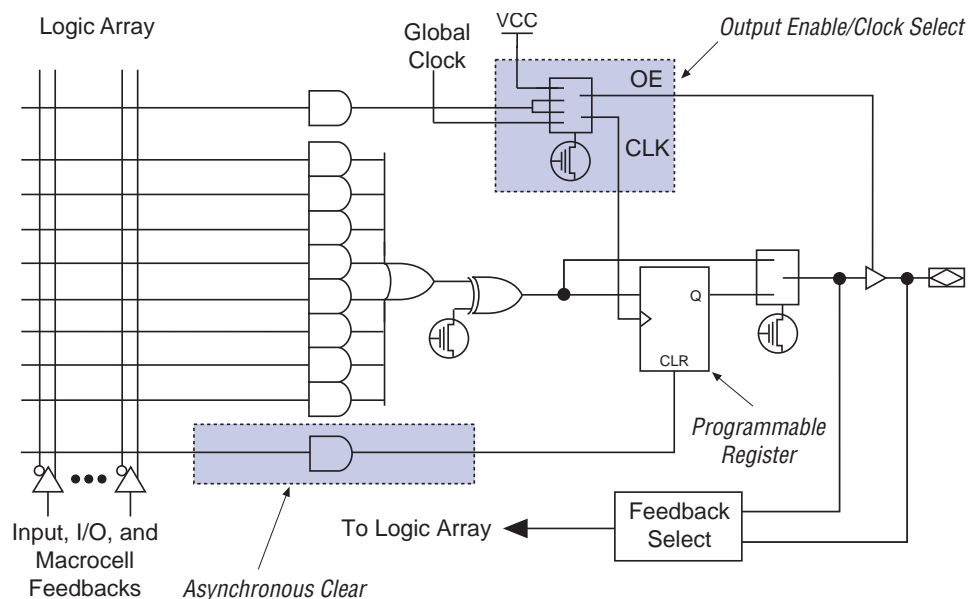 Logic Array
Global
Clock
VCC
Output Enable/Clock Select
OE
CLK
Q
CLR
Programmable
Register
To Logic Array
Feedback
Select
Input, I/O, and
Macrocell
Feedbacks
Asynchronous Clear